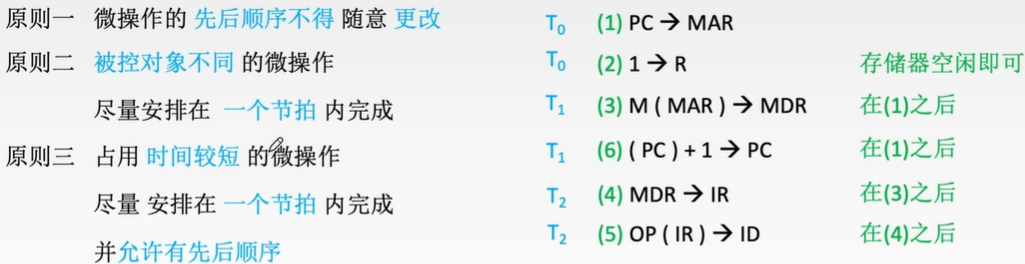 原则一 微操作的 先后顺序不得 随意 更改
原则二 被控对象不同 的微操作
尽量安排在 一个节拍 内完成
原则三 占用 时间较短 的微操作
尽量 安排在 一个节拍 内完成
并允许有先后顺序
T₀ (1) PC → MAR
T₀ (2) 1 → R 存储器空闲即可
T₁ (3) M ( MAR ) → MDR 在(1)之后
T₁ (6) ( PC ) + 1 → PC 在(1)之后
T₂ (4) MDR → IR 在(3)之后
T₂ (5) OP ( IR ) → ID 在(4)之后